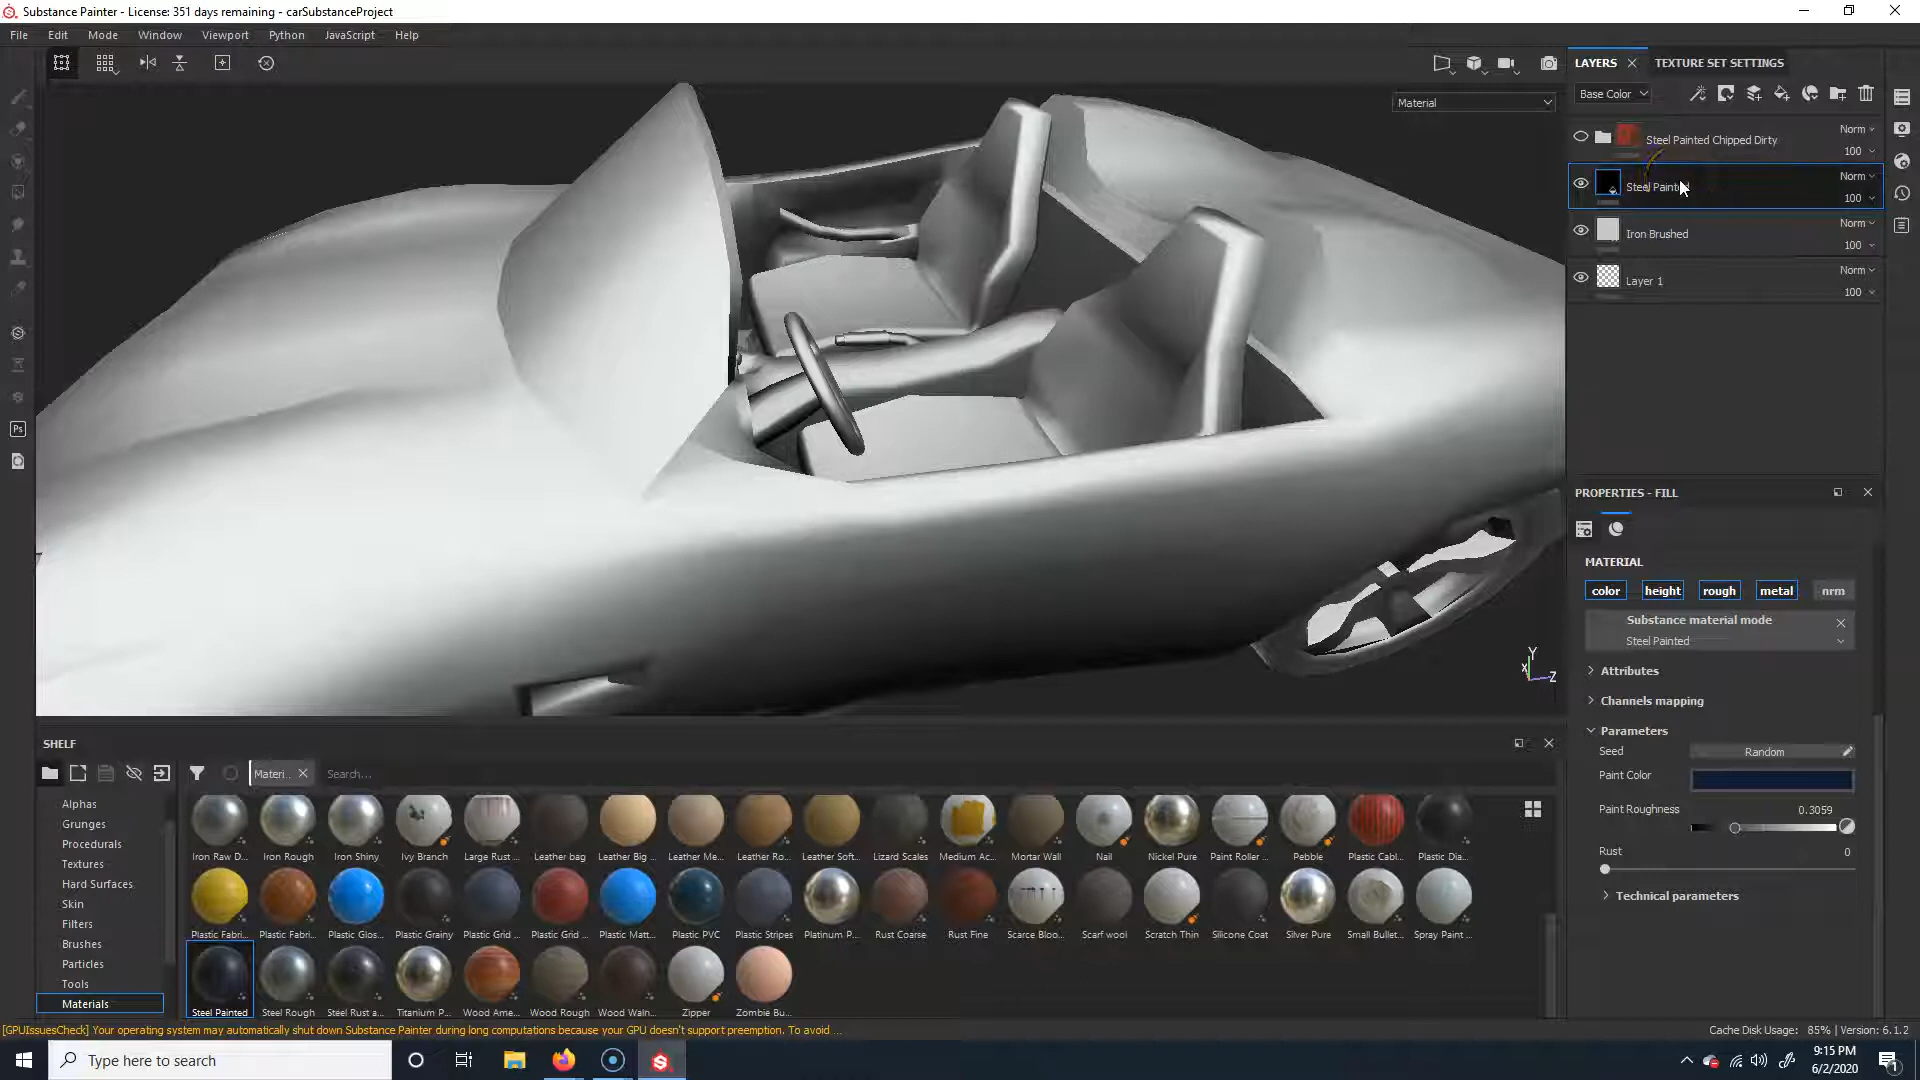 Substance Painter - License: 351 days remaining - carSubstanceProject
File Edit Mode Window Viewport Python JavaScript Help
LAYERS
TEXTURE SET SETTINGS
Base Color
Material
Steel Painted Chipped Dirty
Norm
100
Steel Painted
Norm
100
Iron Brushed
Norm
100
Layer 1
Norm
100
Ps
PROPERTIES - FILL
MATERIAL
color height rough metal nrm
Substance material mode
Steel Painted
Attributes
Channels mapping
Parameters
Seed Random
Paint Color
Paint Roughness 0.3059
Rust 0
Technical parameters
Y
X
Z
SHELF
Materi...
Search...
Alphas
Grunges
Procedurals
Textures
Hard Surfaces
Skin
Filters
Brushes
Particles
Tools
Materials
Iron Raw D... Iron Rough Iron Shiny Ivy Branch Large Rust ... Leather bag Leather Big ... Leather Me... Leather Ro... Leather Soft... Lizard Scales Medium Ac... Mortar Wall Nail Nickel Pure Paint Roller ... Pebble Plastic Cabl... Plastic Dia...
Plastic Fabri... Plastic Fabri... Plastic Glos... Plastic Grainy Plastic Grid ... Plastic Grid ... Plastic Matt... Plastic PVC Plastic Stripes Platinum P... Rust Coarse Rust Fine Scarce Bloo... Scarf wool Scratch Thin Silicone Coat Silver Pure Small Bullet... Spray Paint ...
Steel Painted Steel Rough Steel Rust a... Titanium P... Wood Ame... Wood Rough Wood Waln... Zipper Zombie Bu...
[GPUIssuesCheck] Your operating system may automatically shut down Substance Painter during long computations because your GPU doesn't support preemption. To avoid ...
Cache Disk Usage: 85% | Version: 6.1.2
Type here to search
9:15 PM
6/2/2020
1